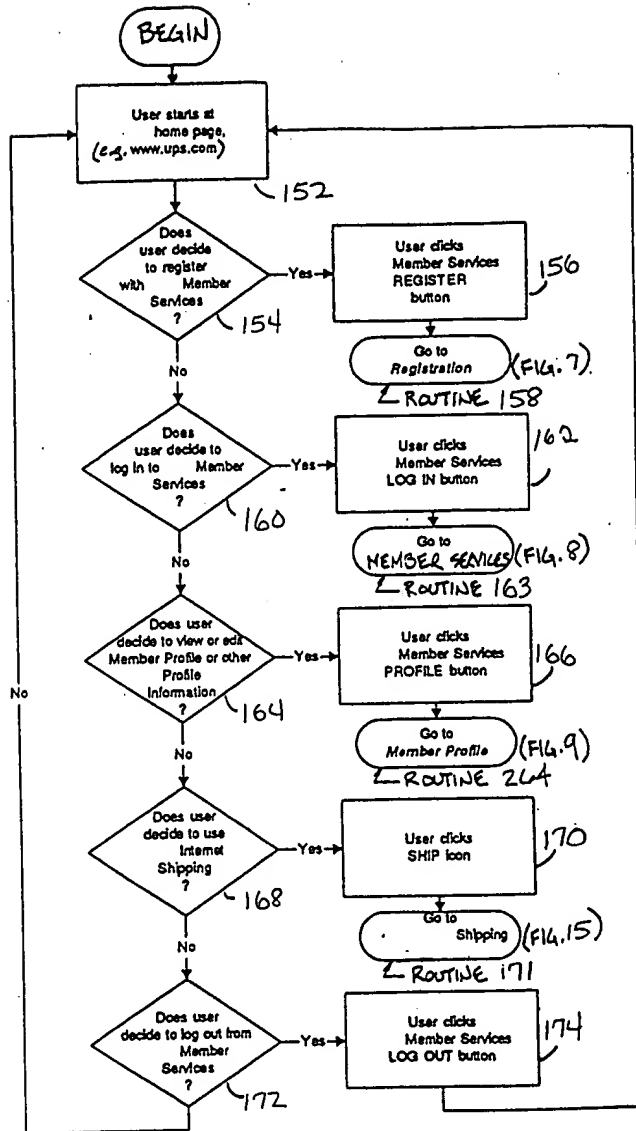 BEGIN
User starts at
home page,
(e.g. www.ups.com)
152
Does
user decide
to register
with Member
Services
?
154
Yes
User clicks
Member Services
REGISTER
button
156
Go to
Registration
(FIG. 7).
ROUTINE 158
No
Does
user decide to
log in to Member
Services
?
160
Yes
User clicks
Member Services
LOG IN button
162
Go to
MEMBER SERVICES
(FIG. 8)
ROUTINE 163
No
Does user
decide to view or edit
Member Profile or other
Profile
Information
?
164
Yes
User clicks
Member Services
PROFILE button
166
Go to
Member Profile
(FIG. 9)
ROUTINE 264
No
No
Does user
decide to use
Internet
Shipping
?
168
Yes
User clicks
SHIP icon
170
Go to
Shipping
(FIG. 15)
ROUTINE 171
No
Does user
decide to log out from
Member
Services
?
172
Yes
User clicks
Member Services
LOG OUT button
174